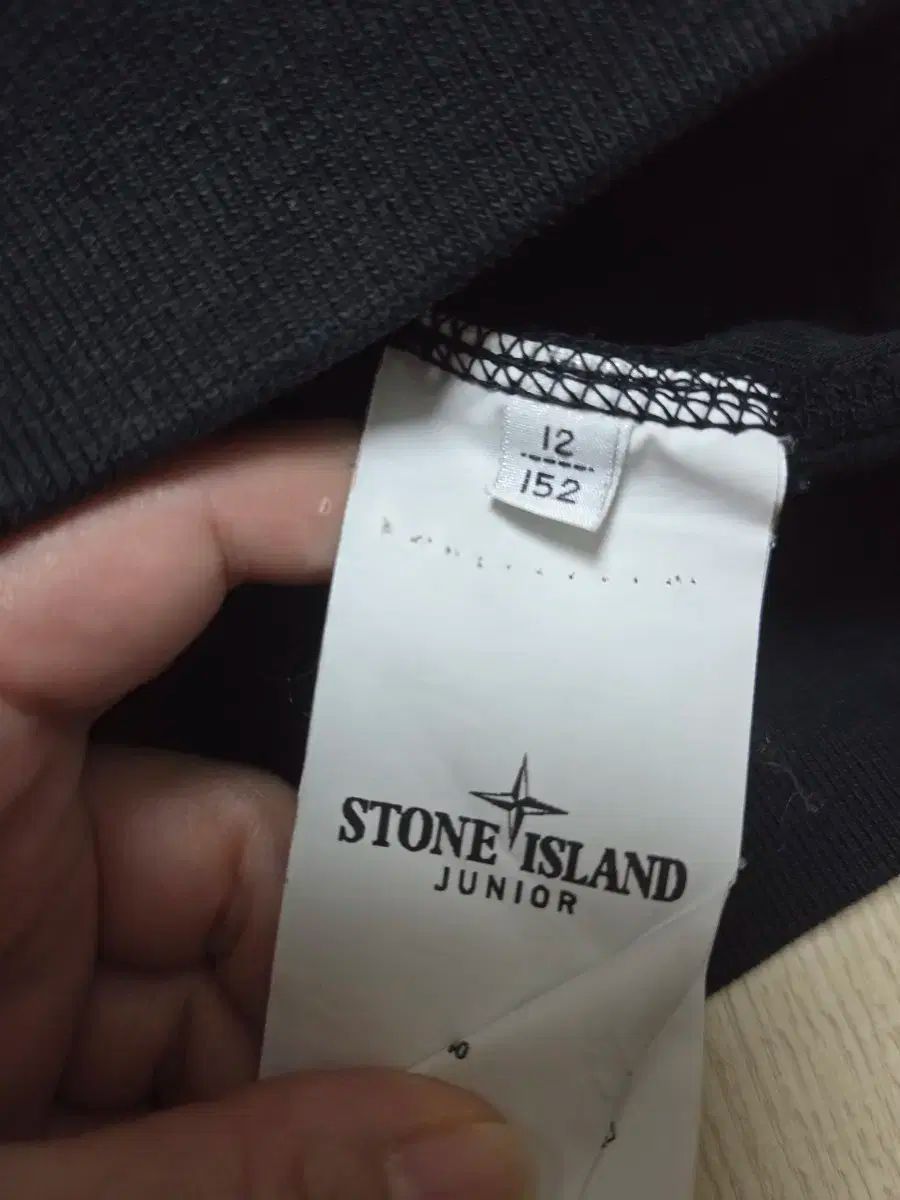 12
152
STONE ISLAND
JUNIOR